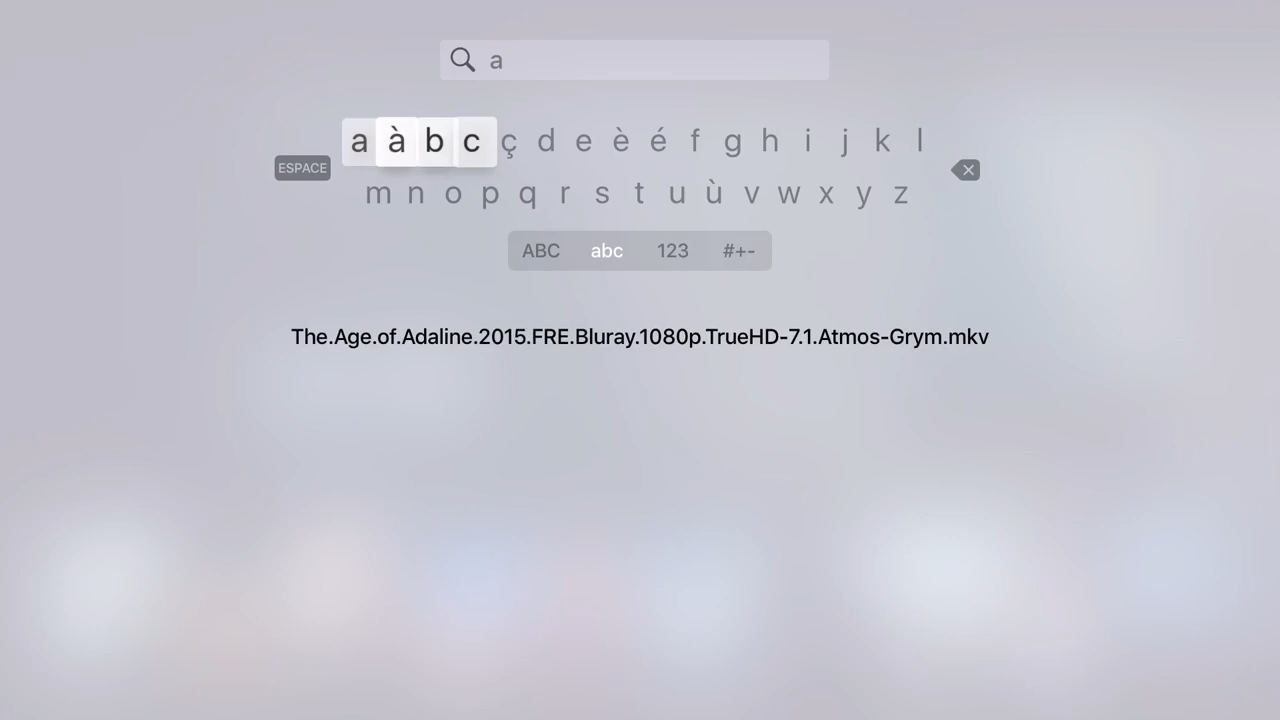 a
a à b c ç d e è é f g h i j k l
ESPACE
m n o p q r s t u ù v w x y z
ABC abc 123 #+-
The.Age.of.Adaline.2015.FRE.Bluray.1080p.TrueHD-7.1.Atmos-Grym.mkv